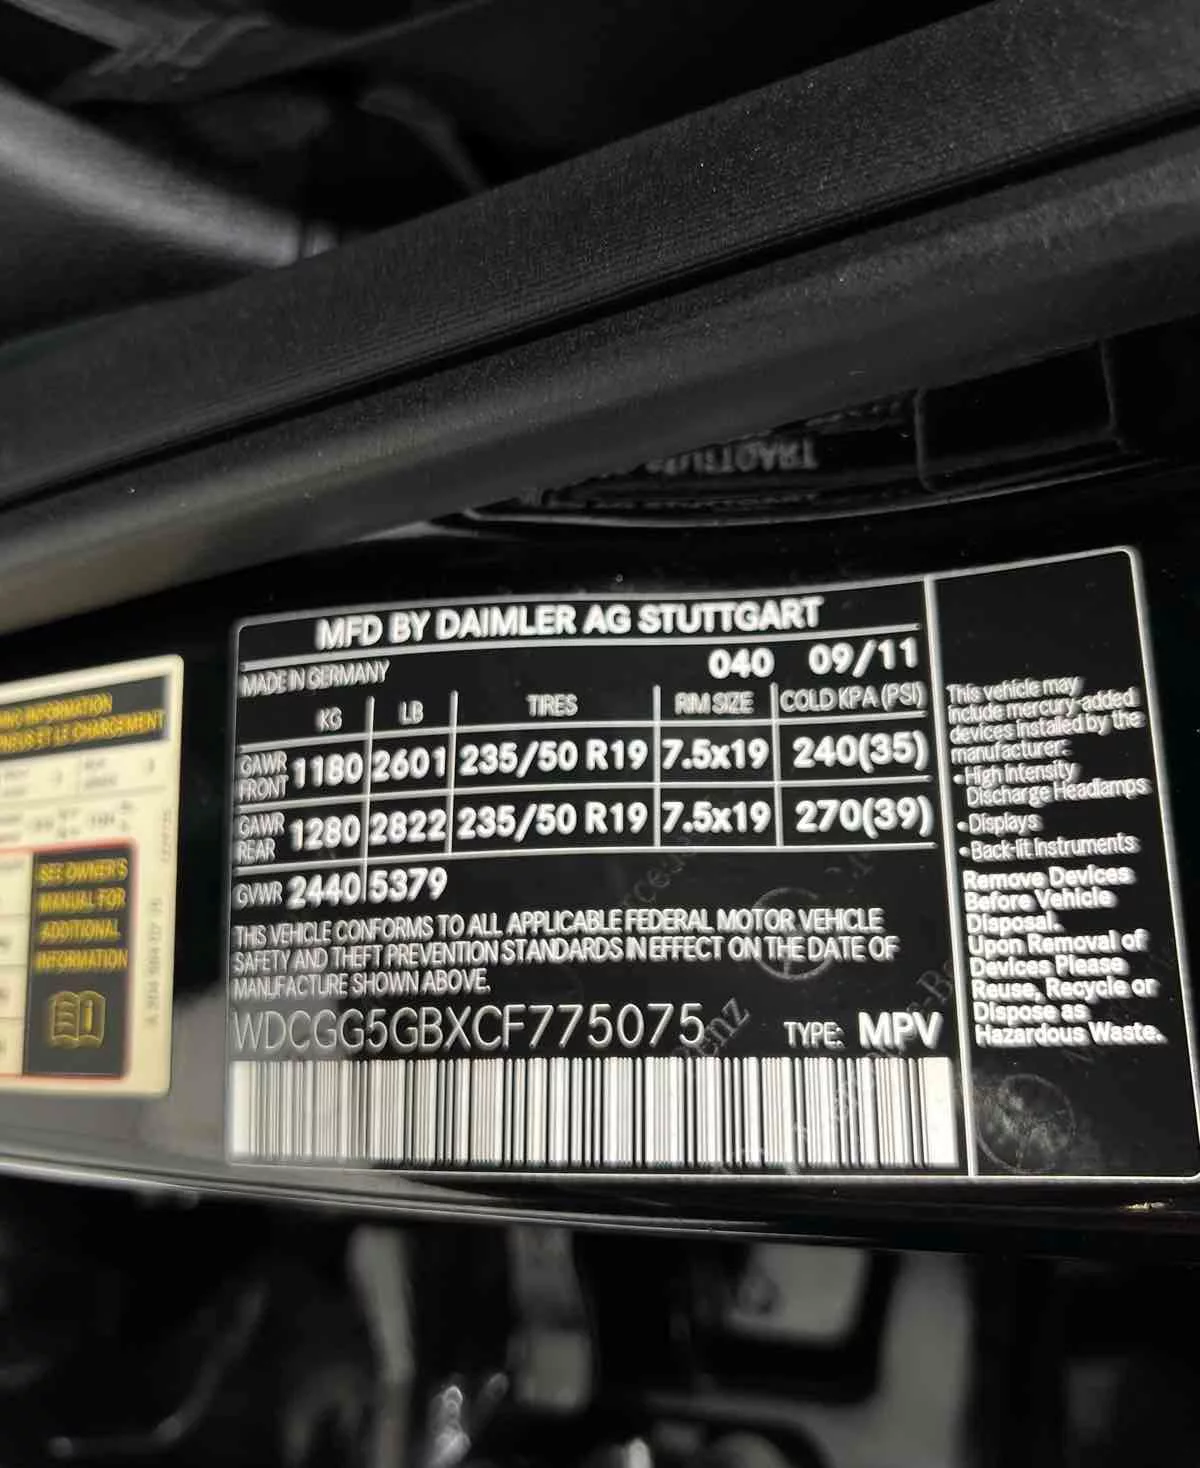 MFD BY DAIMLER AG STUTTGART
MADE IN GERMANY 040 09/11
KG LB TIRES RIM SIZE COLD KPA (PSI)
GAWR FRONT 1180 2601 235/50 R19 7.5x19 240(35)
GAWR REAR 1280 2822 235/50 R19 7.5x19 270(39)
GVWR 2440 5379
THIS VEHICLE CONFORMS TO ALL APPLICABLE FEDERAL MOTOR VEHICLE
SAFETY AND THEFT PREVENTION STANDARDS IN EFFECT ON THE DATE OF
MANUFACTURE SHOWN ABOVE.
WDCGG5GBXCF775075 TYPE: MPV
This vehicle may
include mercury-added
devices installed by the
manufacturer:
•High Intensity
Discharge Headlamps
•Displays
•Back-lit Instruments
Remove Devices
Before Vehicle
Disposal.
Upon Removal of
Devices Please
Reuse, Recycle or
Dispose as
Hazardous Waste.
INFORMATION
ET LE CHARGEMENT
SEE OWNER'S
MANUAL FOR
ADDITIONAL
INFORMATION